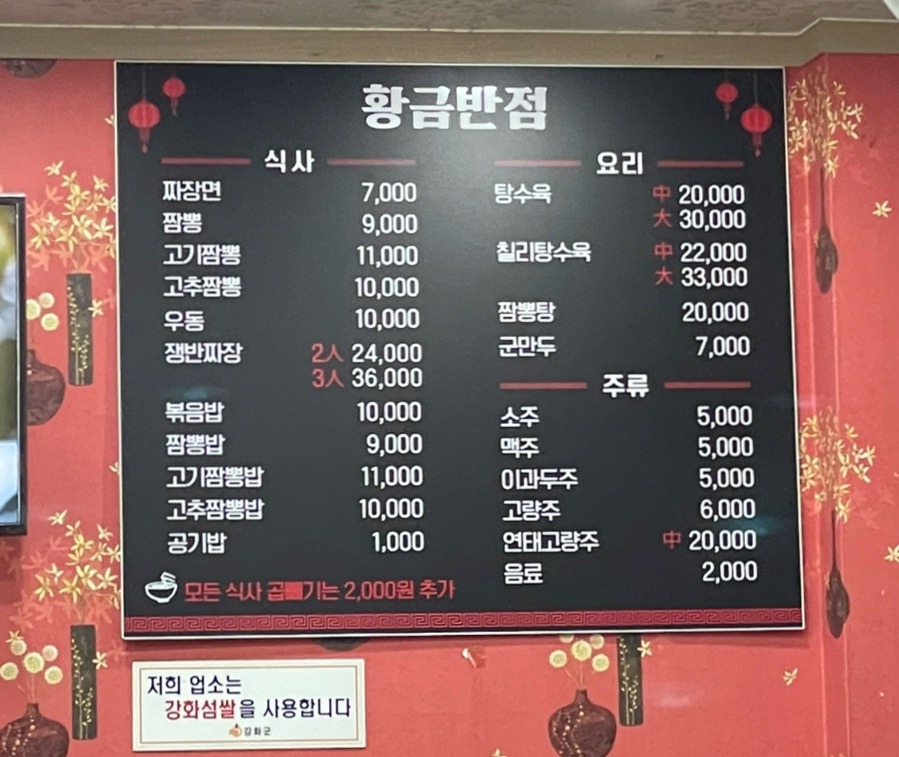 황금반점
식사
짜장면 7,000
짬뽕 9,000
고기짬뽕 11,000
고추짬뽕 10,000
우동 10,000
쟁반짜장 2人 24,000
3人 36,000
볶음밥 10,000
짬뽕밥 9,000
고기짬뽕밥 11,000
고추짬뽕밥 10,000
공기밥 1,000
모든 식사 곱빼기는 2,000원 추가
요리
탕수육 中 20,000
大 30,000
칠리탕수육 中 22,000
大 33,000
짬뽕탕 20,000
군만두 7,000
주류
소주 5,000
맥주 5,000
이과두주 5,000
고량주 6,000
연태고량주 中 20,000
음료 2,000
저희 업소는
강화섬쌀을 사용합니다
강화군